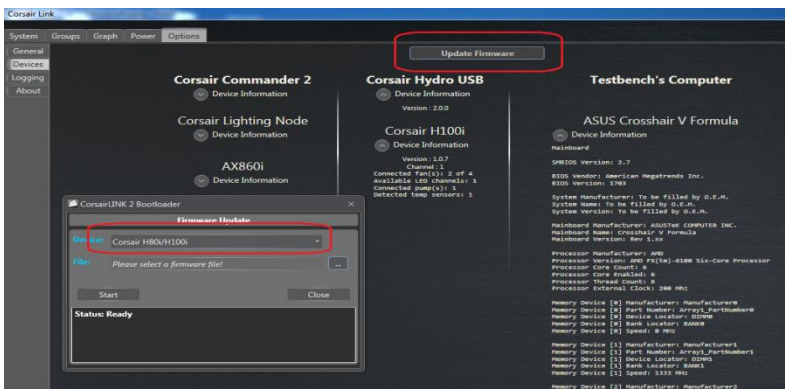 Corsair Link
System Groups Graph Power Options
General
Devices
Logging
About
Update Firmware
Corsair Commander 2
Device Information
Corsair Lighting Node
Device Information
AX860i
Device Information
Corsair Hydro USB
Device Information
Version : 2.0.0
Corsair H100i
Device Information
Version : 1.0.7
Channel : 1
Connected fan(s): 2 of 4
Available LED channels: 1
Connected pump(s): 1
Detected temp sensors: 1
Testbench's Computer
ASUS Crosshair V Formula
Device Information
Mainboard
SMBIOS Version: 2.7
BIOS Vendor: American Megatrends Inc.
BIOS Version: 1703
System Manufacturer: To be filled by O.E.M.
System Name: To be filled by O.E.M.
System Version: To be filled by O.E.M.
Mainboard Manufacturer: ASUSTeK COMPUTER INC.
Mainboard Name: Crosshair V Formula
Mainboard Version: Rev 1.xx
Processor Manufacturer: AMD
Processor Version: AMD FX(tm)-6100 Six-Core Processor
Processor Core Count: 6
Processor Core Enabled: 6
Processor Thread Count: 6
Processor External Clock: 200 Mhz
Memory Device [0] Manufacturer: Manufacturer0
Memory Device [0] Part Number: Array1_PartNumber0
Memory Device [0] Device Locator: DIMM0
Memory Device [0] Bank Locator: BANK0
Memory Device [0] Speed: 0 MHz
Memory Device [1] Manufacturer: Manufacturer1
Memory Device [1] Part Number: Array1_PartNumber1
Memory Device [1] Device Locator: DIMM1
Memory Device [1] Bank Locator: BANK1
Memory Device [1] Speed: 1333 MHz
Memory Device [2] Manufacturer: Manufacturer2
CorsairLINK 2 Bootloader
Firmware Update
Device: Corsair H80i/H100i
File: Please select a firmware file!
...
Start Close
Status: Ready